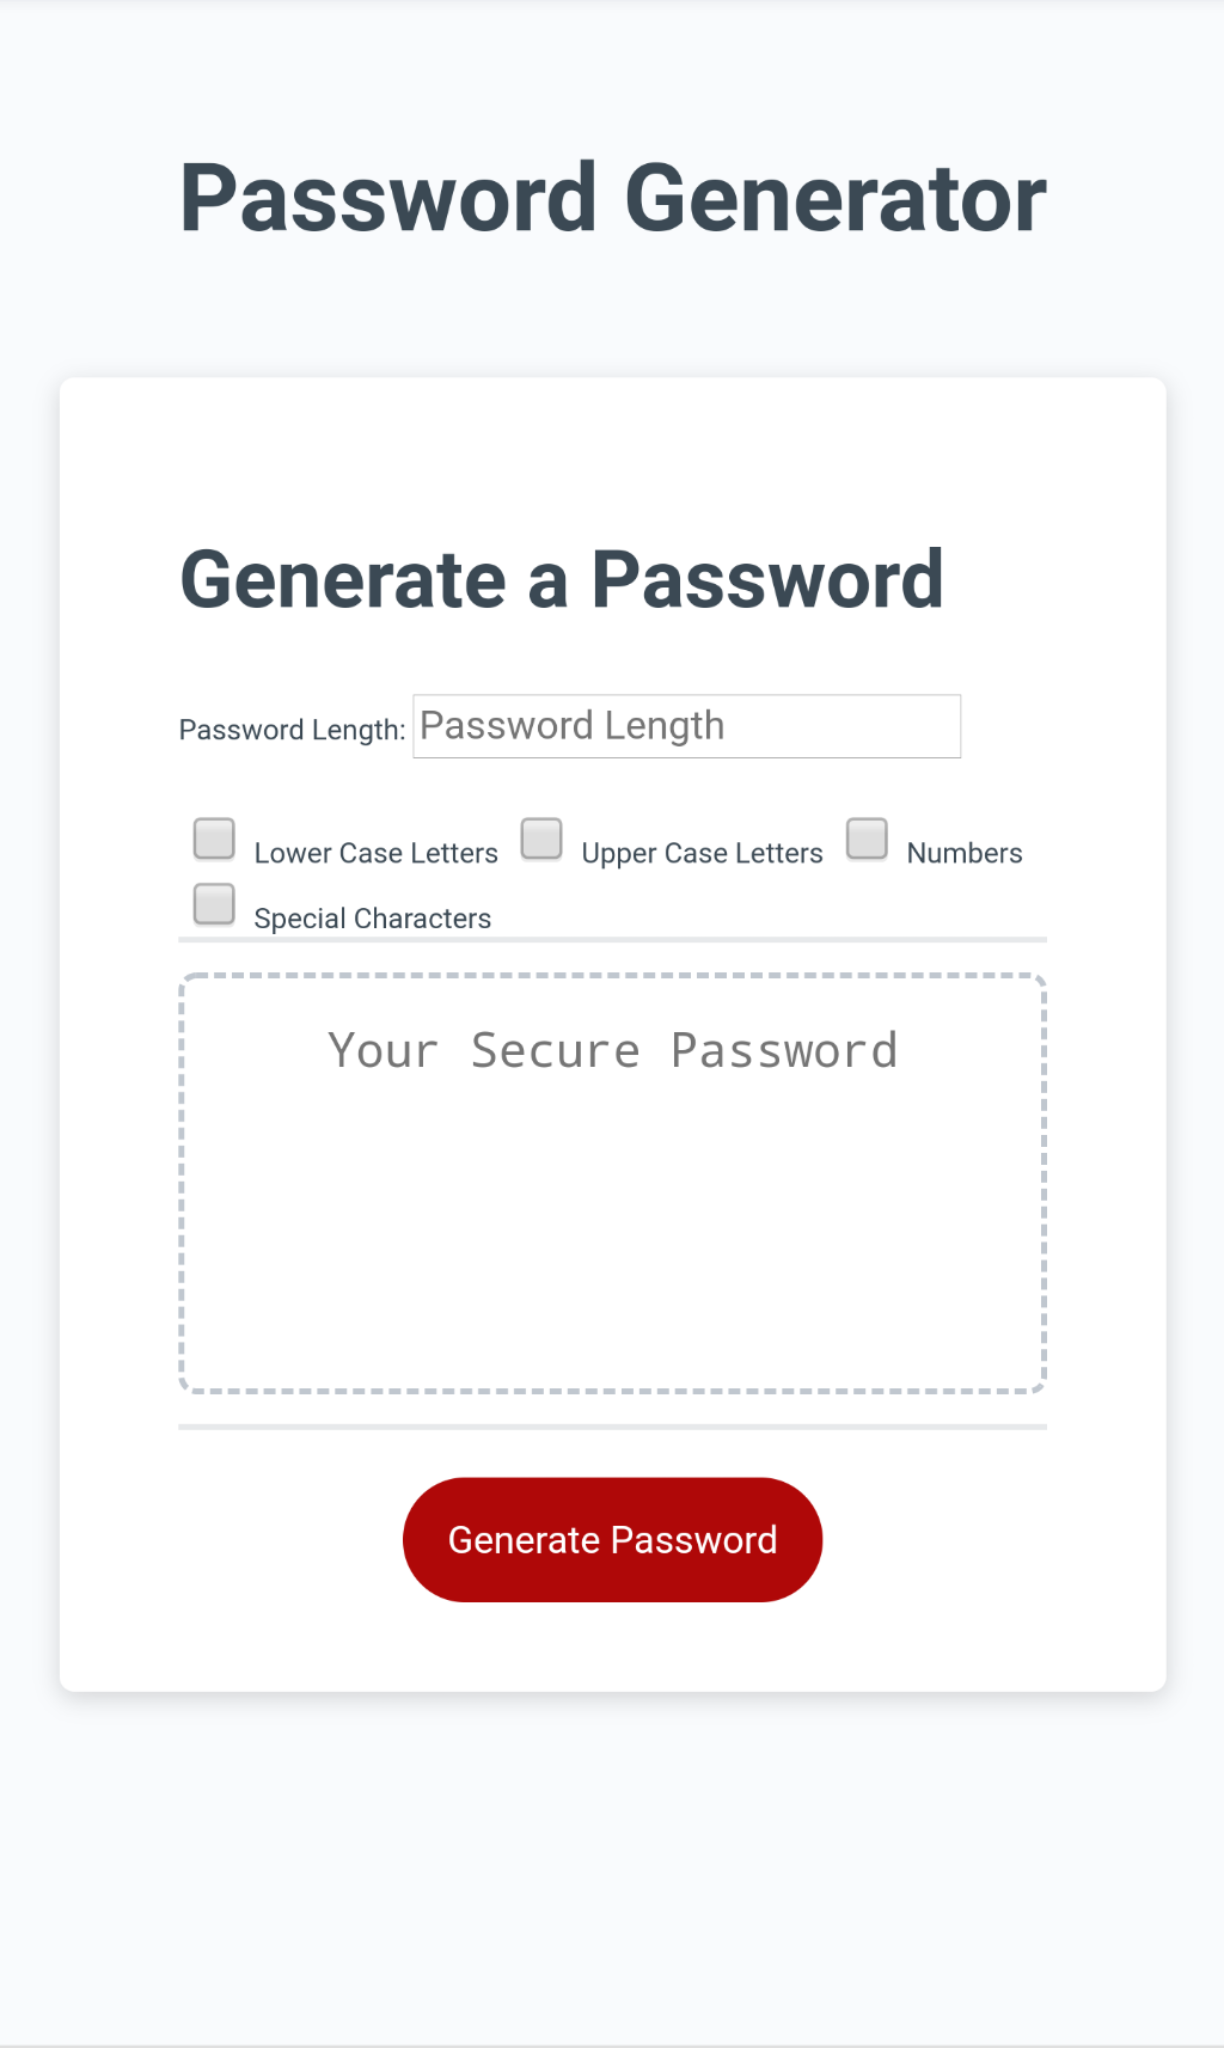 Password Generator
Generate a Password
Password Length: Password Length
Lower Case Letters Upper Case Letters Numbers
Special Characters
Your Secure Password
Generate Password